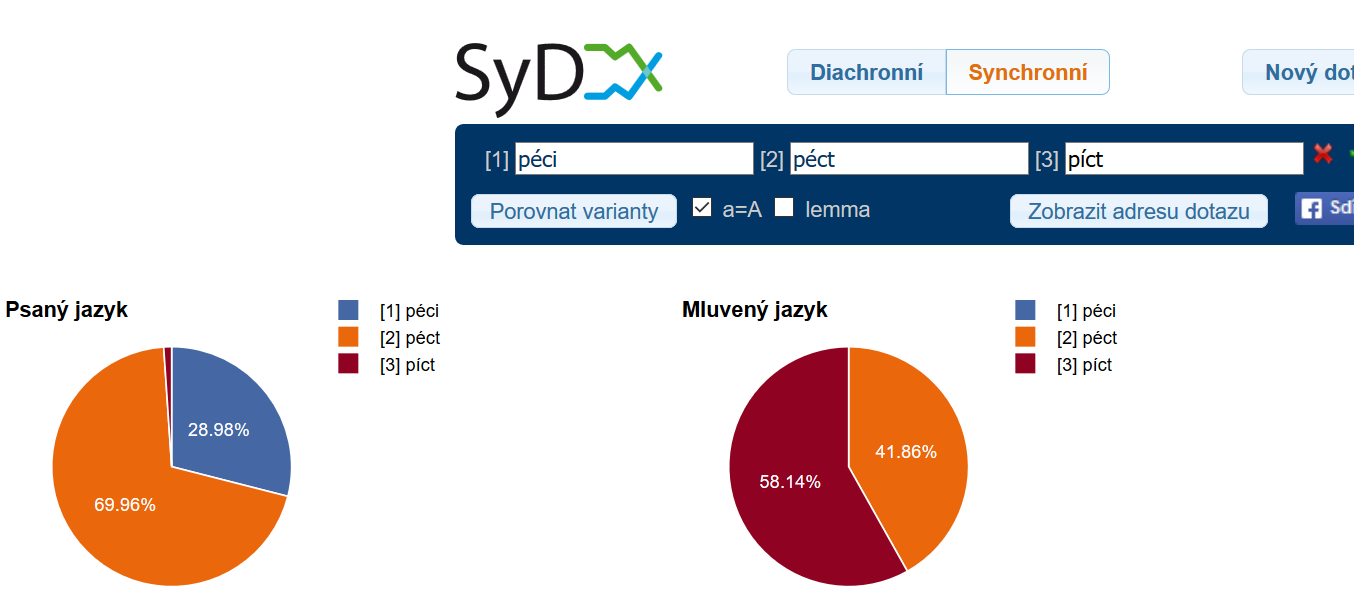 SyD
Diachronní Synchronní
[1] péci [2] péct [3] píct
Porovnat varianty a=A lemma Zobrazit adresu dotazu
Psaný jazyk
[1] péci
[2] péct
[3] píct
28.98%
69.96%
Mluvený jazyk
[1] péci
[2] péct
[3] píct
41.86%
58.14%